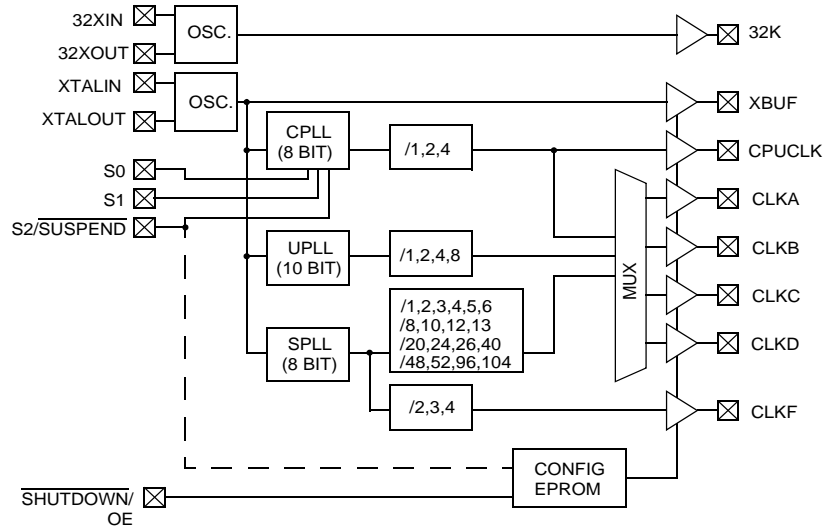 32XIN
OSC.
32K
32XOUT
XTALIN
OSC.
XBUF
XTALOUT
CPLL
(8 BIT)
/1,2,4
CPUCLK
S0
S1
CLKA
S2/SUSPEND
UPLL
(10 BIT)
/1,2,4,8
MUX
CLKB
CLKC
/1,2,3,4,5,6
/8,10,12,13
/20,24,26,40
/48,52,96,104
SPLL
(8 BIT)
CLKD
/2,3,4
CLKF
CONFIG
EPROM
SHUTDOWN/
OE